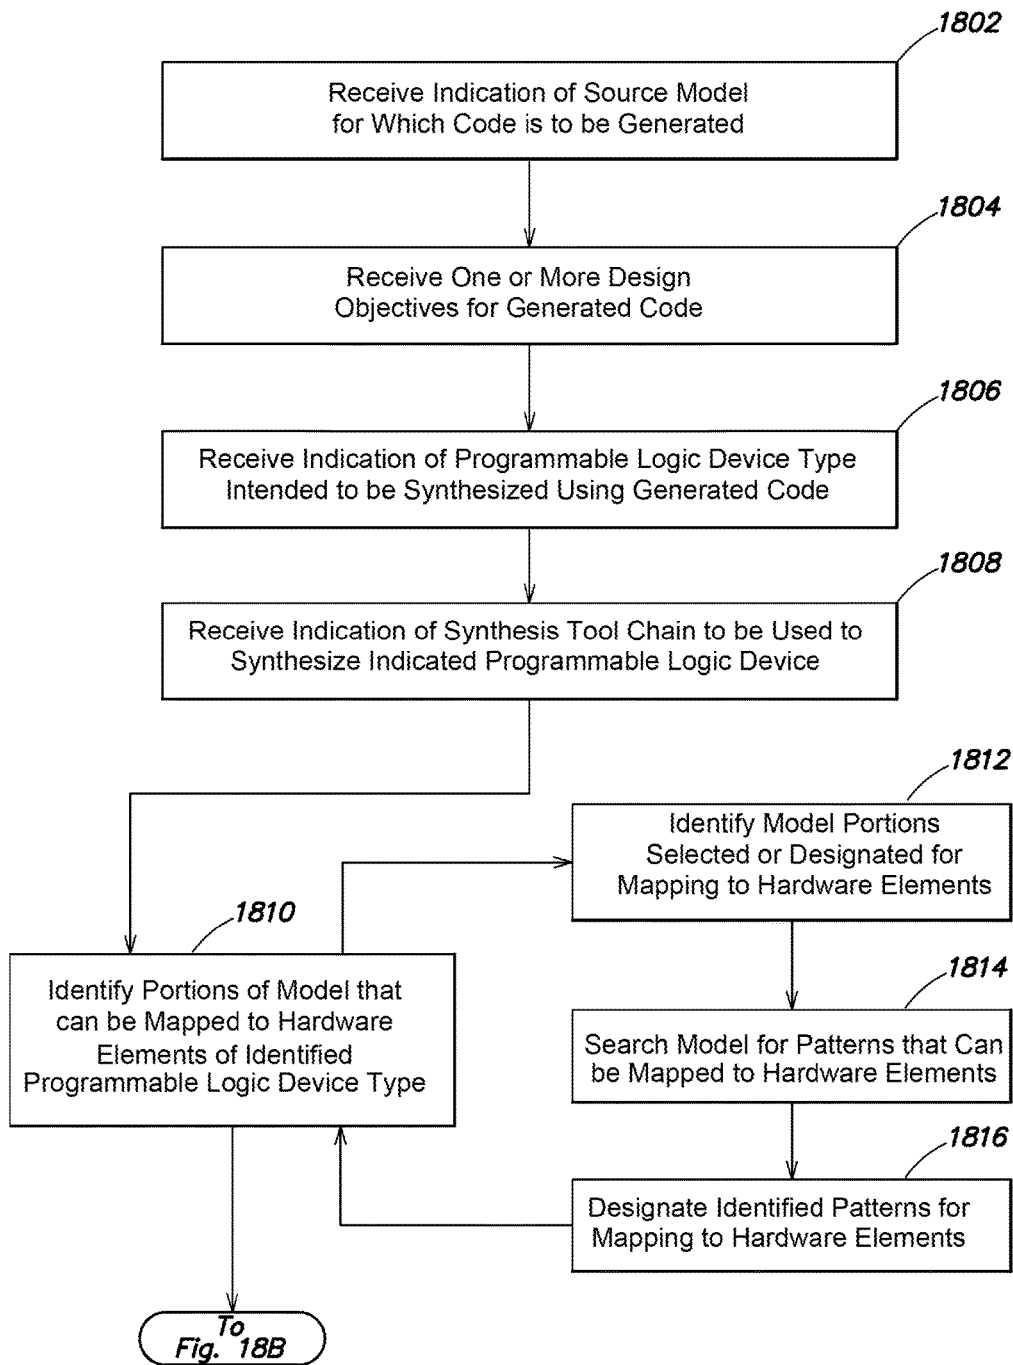 1802
Receive Indication of Source Model
for Which Code is to be Generated
1804
Receive One or More Design
Objectives for Generated Code
1806
Receive Indication of Programmable Logic Device Type
Intended to be Synthesized Using Generated Code
1808
Receive Indication of Synthesis Tool Chain to be Used to
Synthesize Indicated Programmable Logic Device
1810
Identify Portions of Model that
can be Mapped to Hardware
Elements of Identified
Programmable Logic Device Type
1812
Identify Model Portions
Selected or Designated for
Mapping to Hardware Elements
1814
Search Model for Patterns that Can
be Mapped to Hardware Elements
1816
Designate Identified Patterns for
Mapping to Hardware Elements
To
Fig. 18B